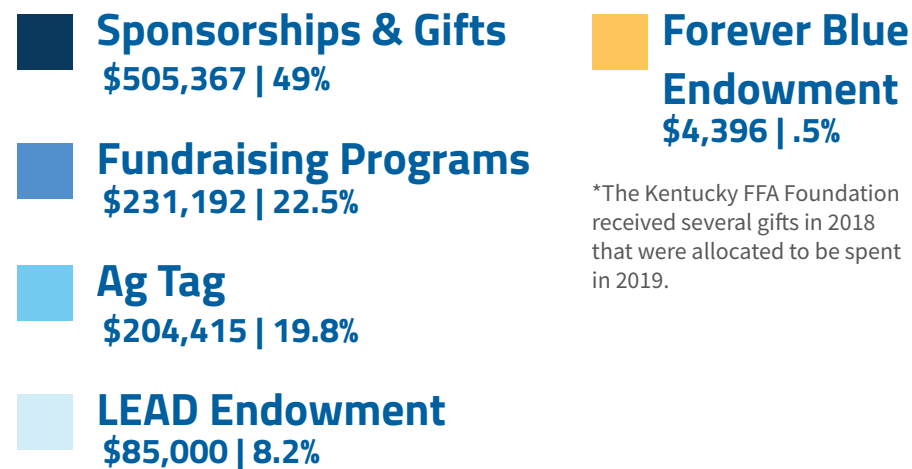 Sponsorships & Gifts
$505,367 | 49%
Fundraising Programs
$231,192 | 22.5%
Ag Tag
$204,415 | 19.8%
LEAD Endowment
$85,000 | 8.2%
Forever Blue
Endowment
$4,396 | .5%
*The Kentucky FFA Foundation
received several gifts in 2018
that were allocated to be spent
in 2019.